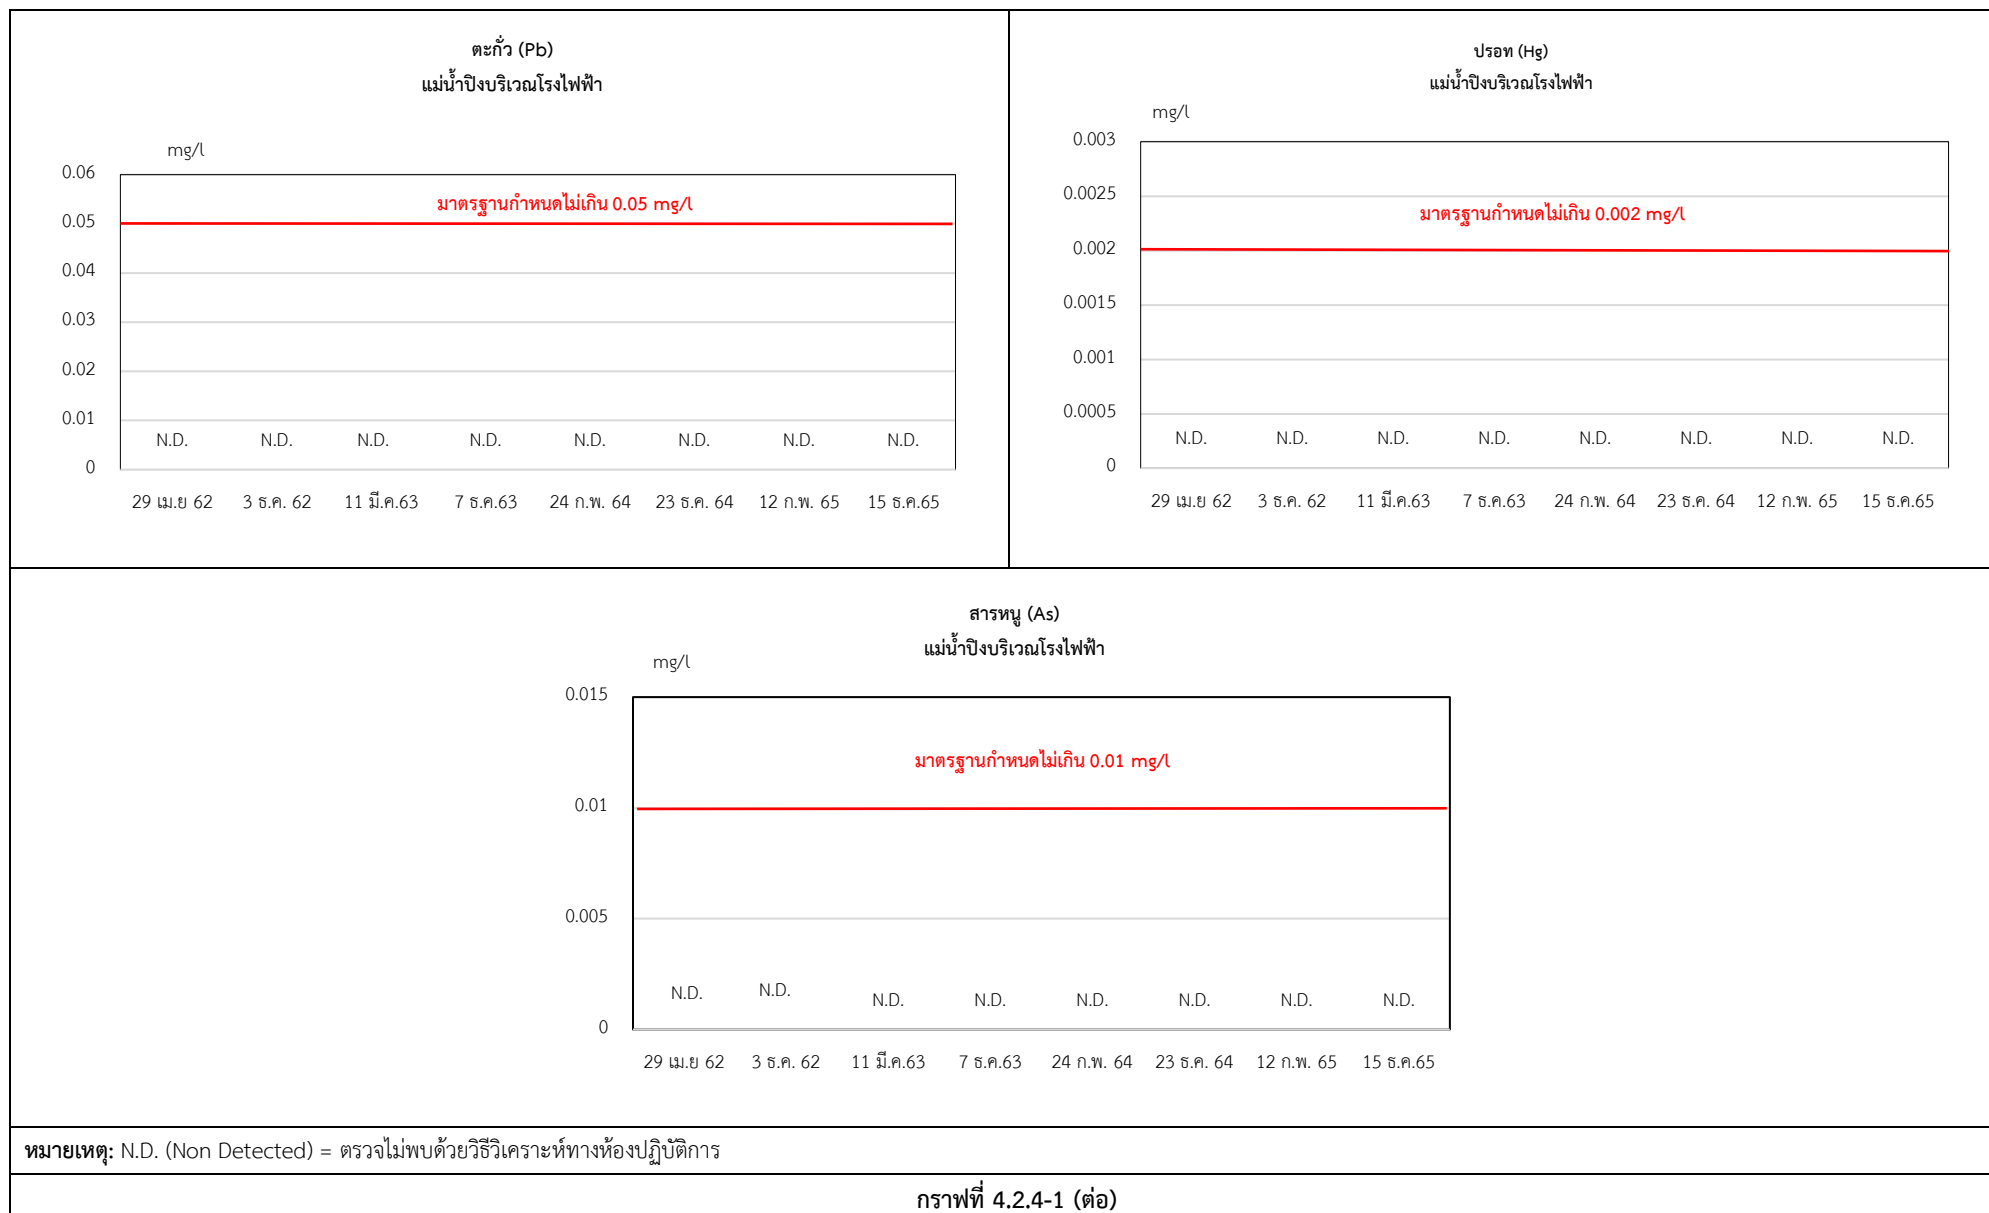 ตะกั่ว (Pb)
แม่น้ำปิงบริเวณโรงไฟฟ้า
mg/l
0.06
มาตรฐานกำหนดไม่เกิน 0.05 mg/l
0.05
0.04
0.03
0.02
0.01
N.D. N.D. N.D. N.D. N.D. N.D. N.D. N.D.
0
29 เม.ย 62 3 ธ.ค. 62 11 มี.ค.63 7 ธ.ค.63 24 ก.พ. 64 23 ธ.ค. 64 12 ก.พ. 65 15 ธ.ค.65
ปรอท (Hg)
แม่น้ำปิงบริเวณโรงไฟฟ้า
mg/l
0.003
0.0025
มาตรฐานกำหนดไม่เกิน 0.002 mg/l
0.002
0.0015
0.001
0.0005
N.D. N.D. N.D. N.D. N.D. N.D. N.D. N.D.
0
29 เม.ย 62 3 ธ.ค. 62 11 มี.ค.63 7 ธ.ค.63 24 ก.พ. 64 23 ธ.ค. 64 12 ก.พ. 65 15 ธ.ค.65
สารหนู (As)
แม่น้ำปิงบริเวณโรงไฟฟ้า
mg/l
0.015
มาตรฐานกำหนดไม่เกิน 0.01 mg/l
0.01
0.005
N.D. N.D. N.D. N.D. N.D. N.D. N.D. N.D.
0
29 เม.ย 62 3 ธ.ค. 62 11 มี.ค.63 7 ธ.ค.63 24 ก.พ. 64 23 ธ.ค. 64 12 ก.พ. 65 15 ธ.ค.65
หมายเหตุ: N.D. (Non Detected) = ตรวจไม่พบด้วยวิธีวิเคราะห์ทางห้องปฏิบัติการ
กราฟที่ 4.2.4-1 (ต่อ)